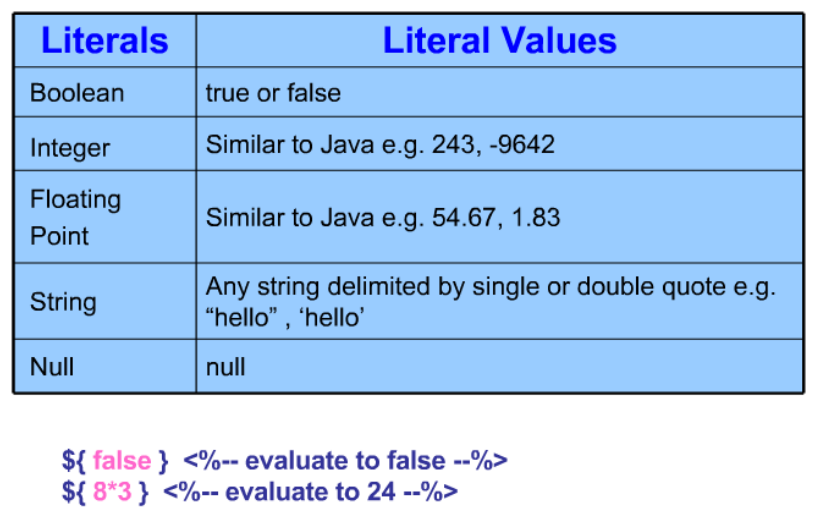 Literals Literal Values
Boolean true or false
Integer Similar to Java e.g. 243, -9642
Floating
Point Similar to Java e.g. 54.67, 1.83
String Any string delimited by single or double quote e.g.
“hello” , ‘hello’
Null null
${ false } <%-- evaluate to false --%>
${ 8*3 } <%-- evaluate to 24 --%>